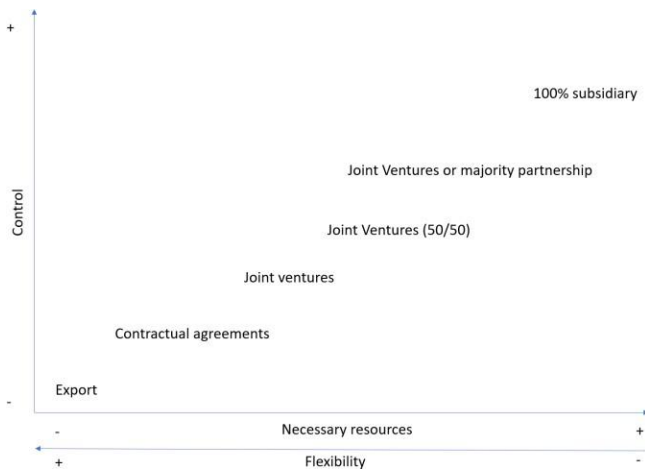 +
100% subsidiary
Joint Ventures or majority partnership
Control
Joint Ventures (50/50)
Joint ventures
Contractual agreements
Export
-
- Necessary resources +
+ Flexibility -